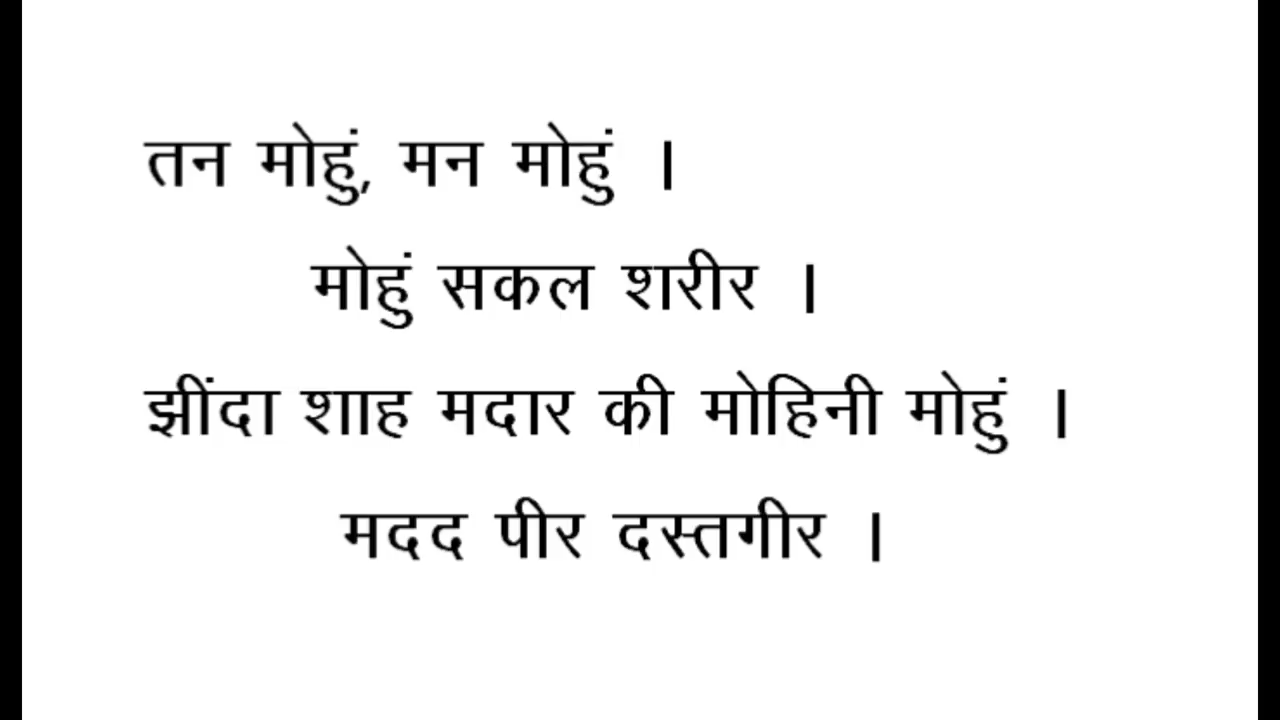 तन मोहुं, मन मोहुं ।
मोहुं सकल शरीर ।
झींदा शाह मदार की मोहिनी मोहुं ।
मदद पीर दस्तगीर ।